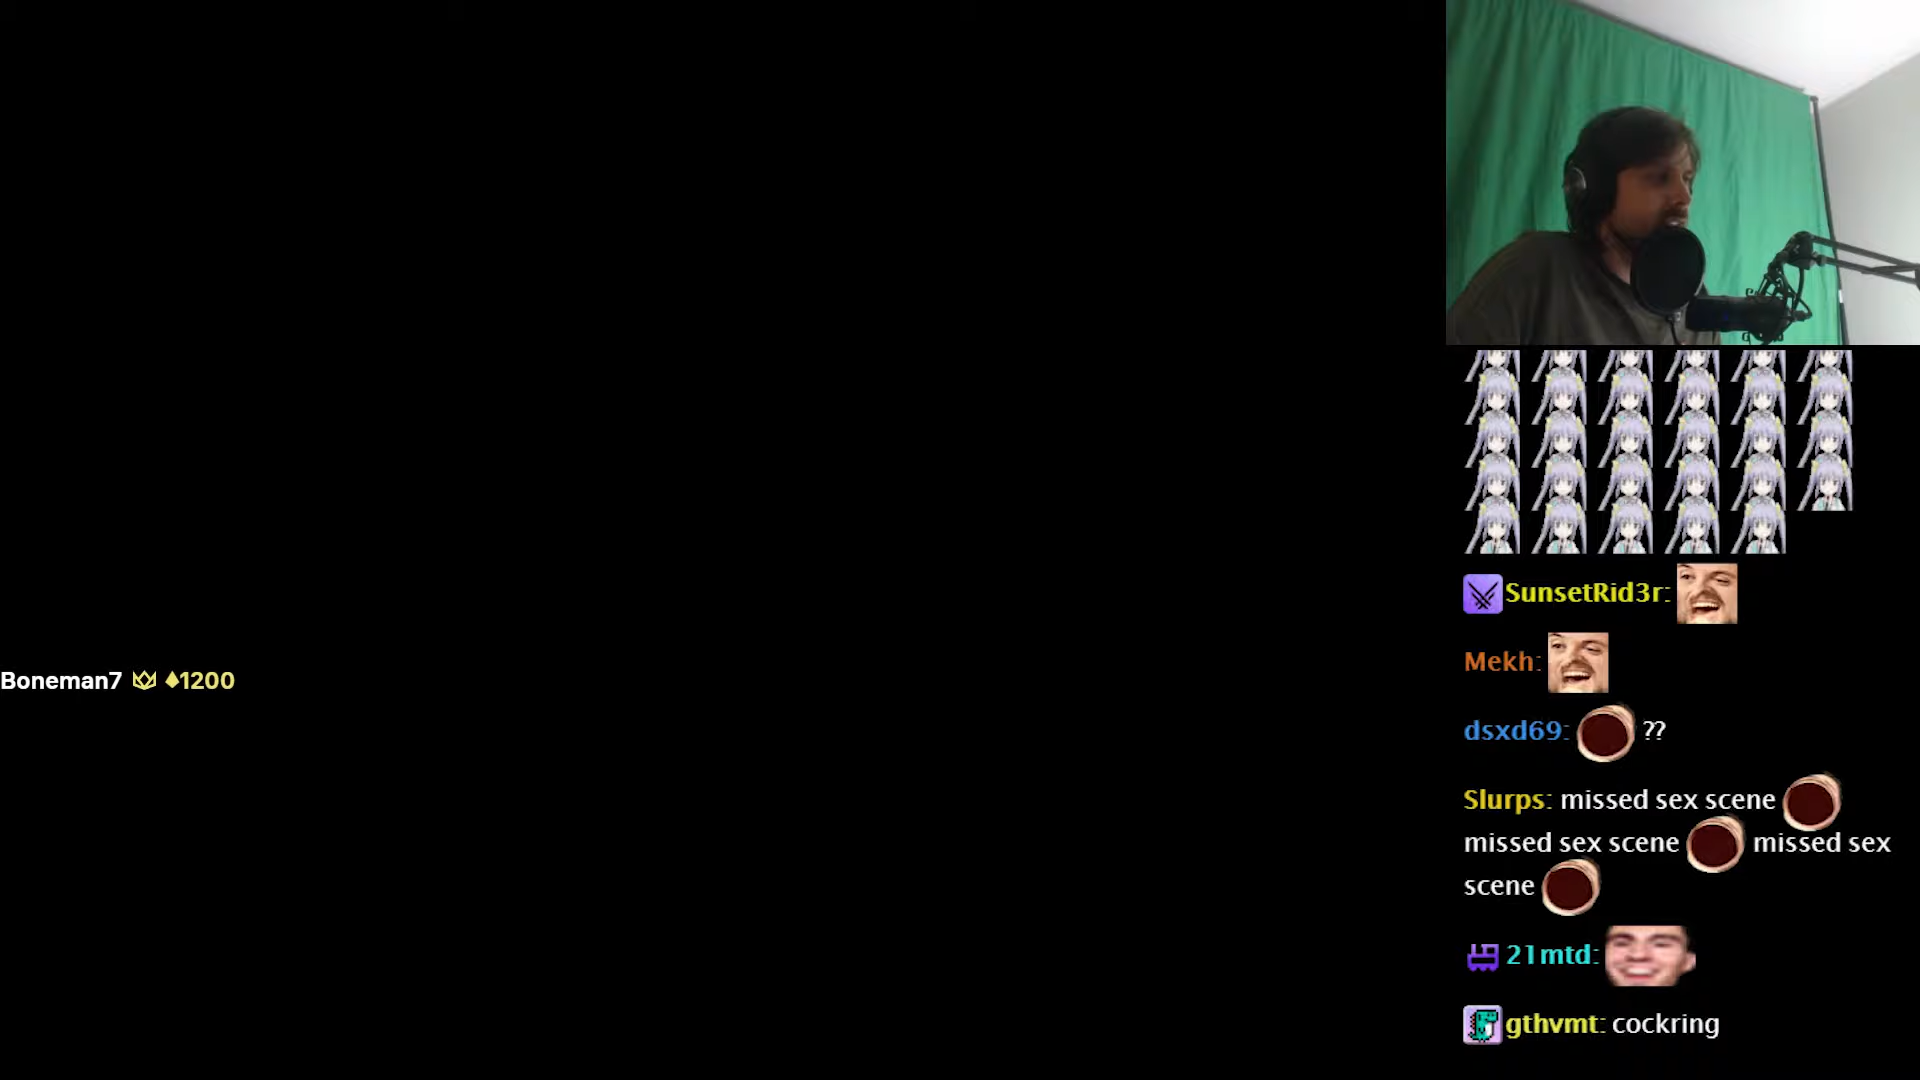 Boneman7 1200
SunsetRid3r:
Mekh:
dsxd69: ??
Slurps: missed sex scene
missed sex scene missed sex
scene
21mtd:
gthvmt: cockring